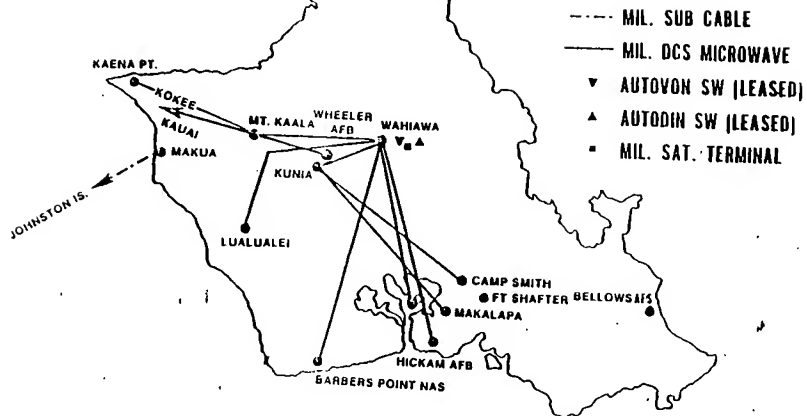 MIL. SUB CABLE
MIL. DCS MICROWAVE
AUTOVON SW (LEASED)
AUTODIN SW (LEASED)
MIL. SAT. TERMINAL
KAENA PT.
KOKEE
KAUAI
MT. KAALA
WHEELER
AFB
WAHIAWA
MAKUA
KUNIA
JOHNSTON IS.
LUALUALEI
CAMP SMITH
FT SHAFTER
BELLOWS AFS
MAKALAPA
HICKAM AFB
BARBERS POINT NAS